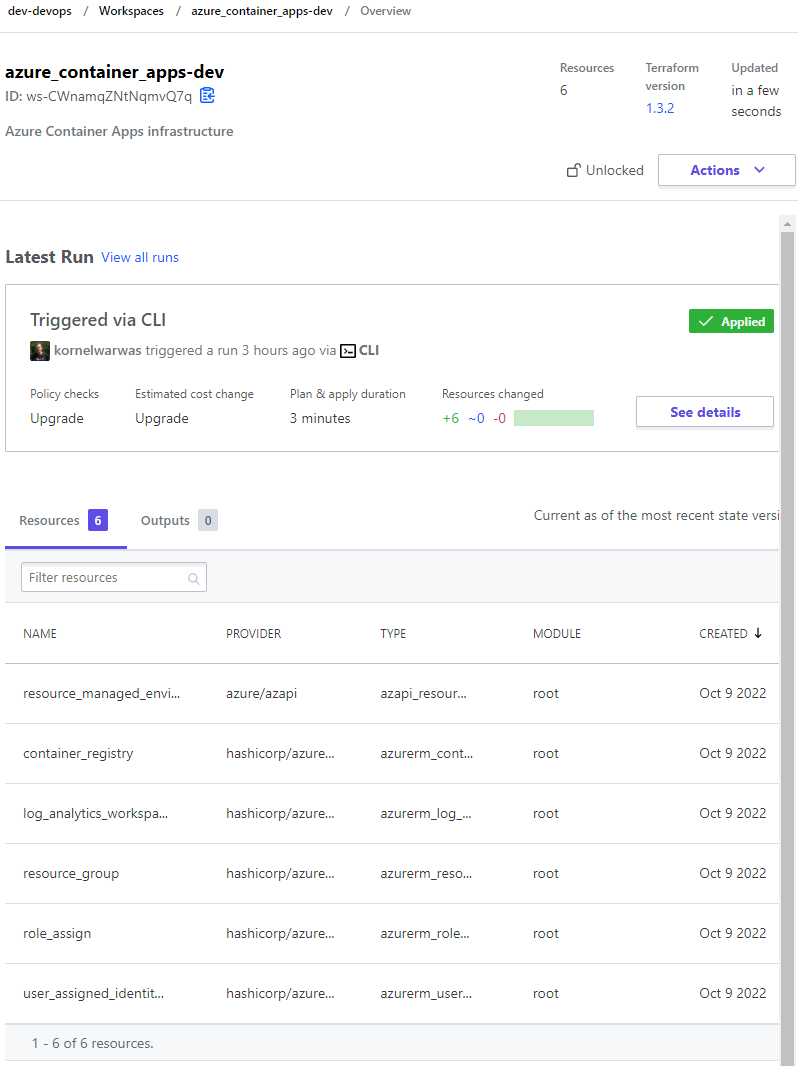 dev-devops / Workspaces / azure_container_apps-dev / Overview
azure_container_apps-dev
ID: ws-CWnamqZNtNqmvQ7q
Azure Container Apps infrastructure
Resources
6
Terraform
version
1.3.2
Updated
in a few
seconds
Unlocked
Actions
Latest Run View all runs
Triggered via CLI
Applied
kornelwarwas triggered a run 3 hours ago via CLI
Policy checks
Upgrade
Estimated cost change
Upgrade
Plan & apply duration
3 minutes
Resources changed
+6 ~0 -0
See details
Resources 6
Outputs 0
Current as of the most recent state versi
Filter resources
NAME PROVIDER TYPE MODULE CREATED ↓
resource_managed_envi... azure/azapi azapi_resour... root Oct 9 2022
container_registry hashicorp/azure... azurerm_cont... root Oct 9 2022
log_analytics_workspa... hashicorp/azure... azurerm_log_... root Oct 9 2022
resource_group hashicorp/azure... azurerm_reso... root Oct 9 2022
role_assign hashicorp/azure... azurerm_role... root Oct 9 2022
user_assigned_identit... hashicorp/azure... azurerm_user... root Oct 9 2022
1 - 6 of 6 resources.